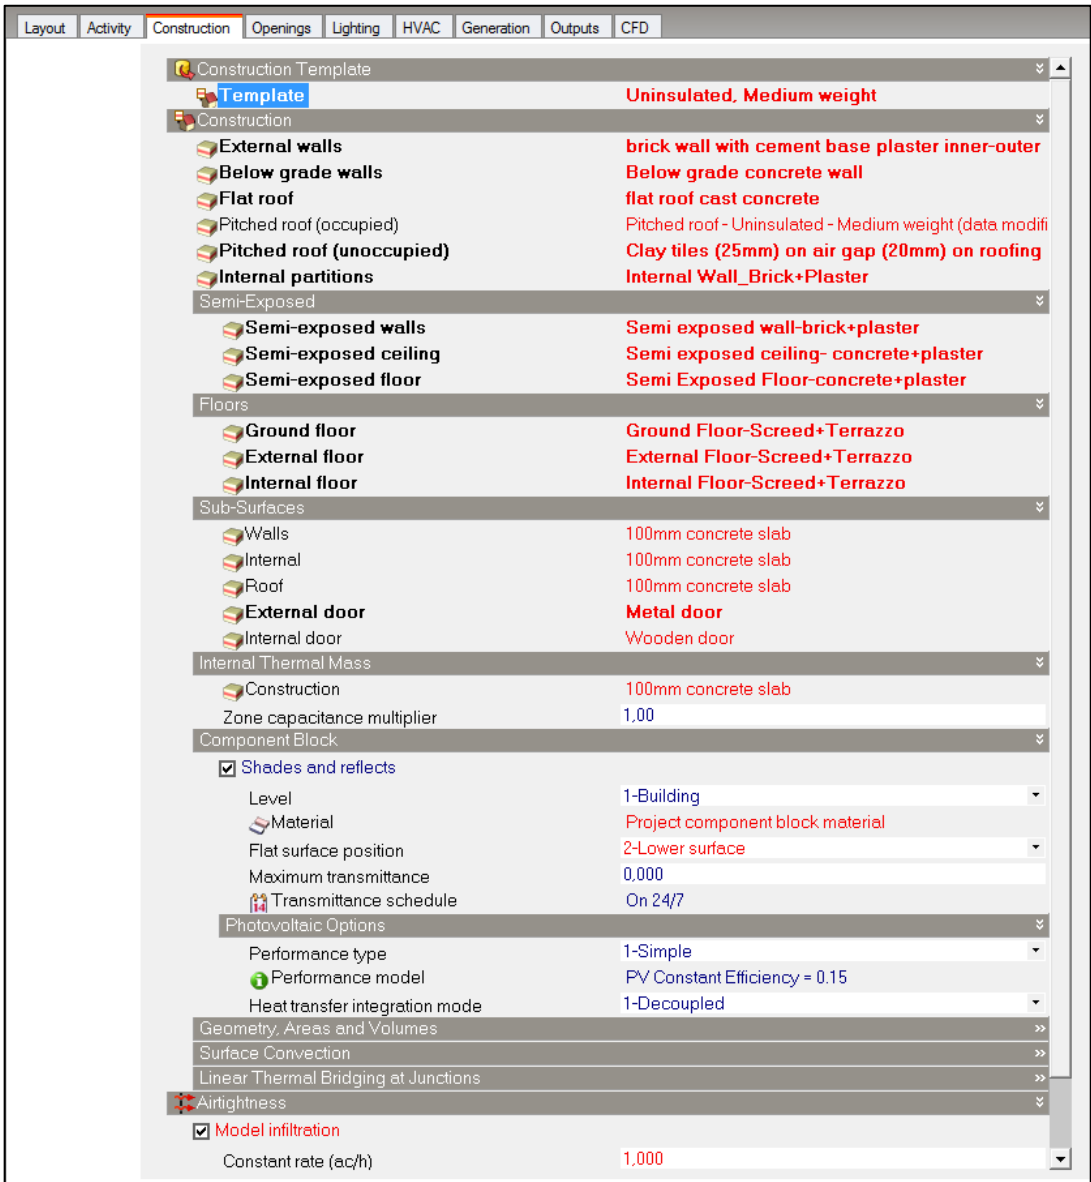 Layout Activity Construction Openings Lighting HVAC Generation Outputs CFD
Construction Template
Template Uninsulated, Medium weight
Construction
External walls brick wall with cement base plaster inner-outer
Below grade walls Below grade concrete wall
Flat roof flat roof cast concrete
Pitched roof (occupied) Pitched roof - Uninsulated - Medium weight (data modifi
Pitched roof (unoccupied) Clay tiles (25mm) on air gap (20mm) on roofing
Internal partitions Internal Wall_Brick+Plaster
Semi-Exposed
Semi-exposed walls Semi exposed wall-brick+plaster
Semi-exposed ceiling Semi exposed ceiling- concrete+plaster
Semi-exposed floor Semi Exposed Floor-concrete+plaster
Floors
Ground floor Ground Floor-Screed+Terrazzo
External floor External Floor-Screed+Terrazzo
Internal floor Internal Floor-Screed+Terrazzo
Sub-Surfaces
Walls 100mm concrete slab
Internal 100mm concrete slab
Roof 100mm concrete slab
External door Metal door
Internal door Wooden door
Internal Thermal Mass
Construction 100mm concrete slab
Zone capacitance multiplier 1,00
Component Block
Shades and reflects
Level 1-Building
Material Project component block material
Flat surface position 2-Lower surface
Maximum transmittance 0,000
Transmittance schedule On 24/7
Photovoltaic Options
Performance type 1-Simple
Performance model PV Constant Efficiency = 0.15
Heat transfer integration mode 1-Decoupled
Geometry, Areas and Volumes
Surface Convection
Linear Thermal Bridging at Junctions
Airtightness
Model infiltration
Constant rate (ac/h) 1,000